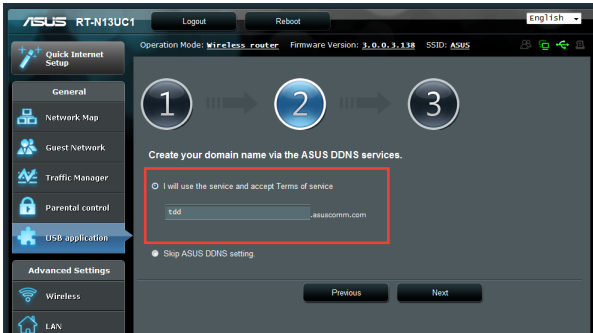 ASUS RT-N13UC1 Logout Reboot English
Operation Mode: Wireless router Firmware Version: 3.0.0.3.138 SSID: ASUS
Quick Internet
Setup
General
Network Map
Guest Network
Traffic Manager
Parental control
USB application
Advanced Settings
Wireless
LAN
1 2 3
Create your domain name via the ASUS DDNS services.
I will use the service and accept Terms of service
tdd .asuscomm.com
Skip ASUS DDNS setting.
Previous Next